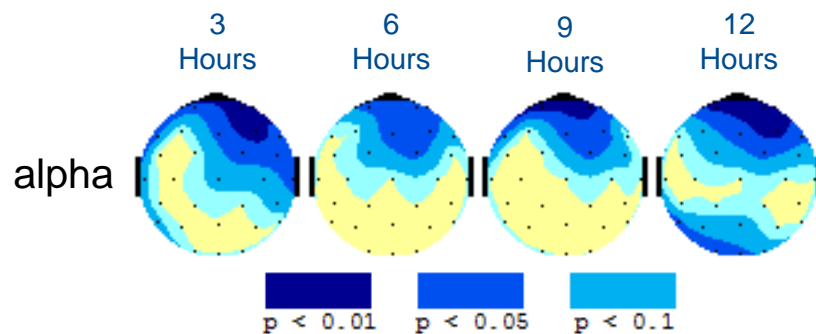 3 Hours
6 Hours
9 Hours
12 Hours
alpha
p < 0.01
p < 0.05
p < 0.1